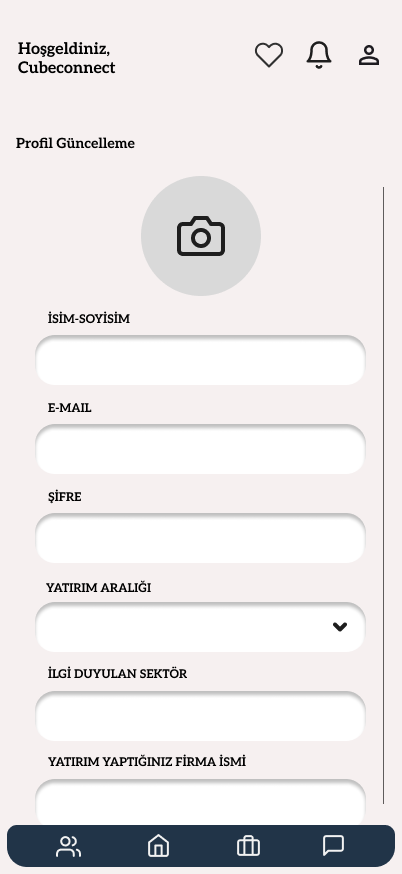 Hoşgeldiniz,
Cubeconnect
Profil Güncelleme
İSİM-SOYİSİM
E-MAIL
ŞİFRE
YATIRIM ARALIĞI
İLGİ DUYULAN SEKTÖR
YATIRIM YAPTIĞINIZ FİRMA İSMİ